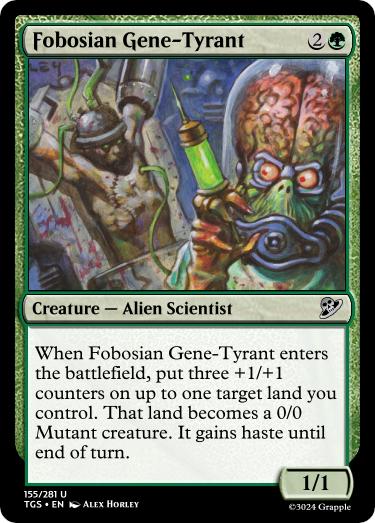 Fobosian Gene-Tyrant 2
Creature — Alien Scientist
When Fobosian Gene-Tyrant enters
the battlefield, put three +1/+1
counters on up to one target land you
control. That land becomes a 0/0
Mutant creature. It gains haste until
end of turn.
1/1
155/281 U
TGS • EN Alex Horley
©3024 Grapple